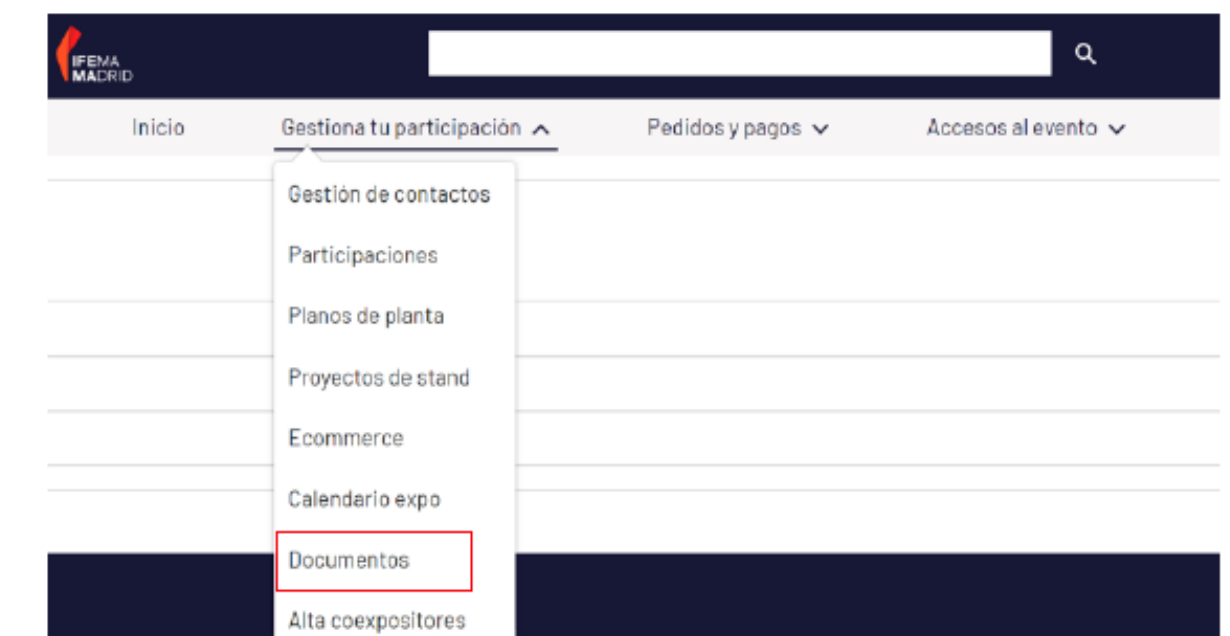 IFEMA
MADRID
Inicio
Gestiona tu participación
Pedidos y pagos
Accesos al evento
Gestión de contactos
Participaciones
Planos de planta
Proyectos de stand
Ecommerce
Calendario expo
Documentos
Alta coexpositores